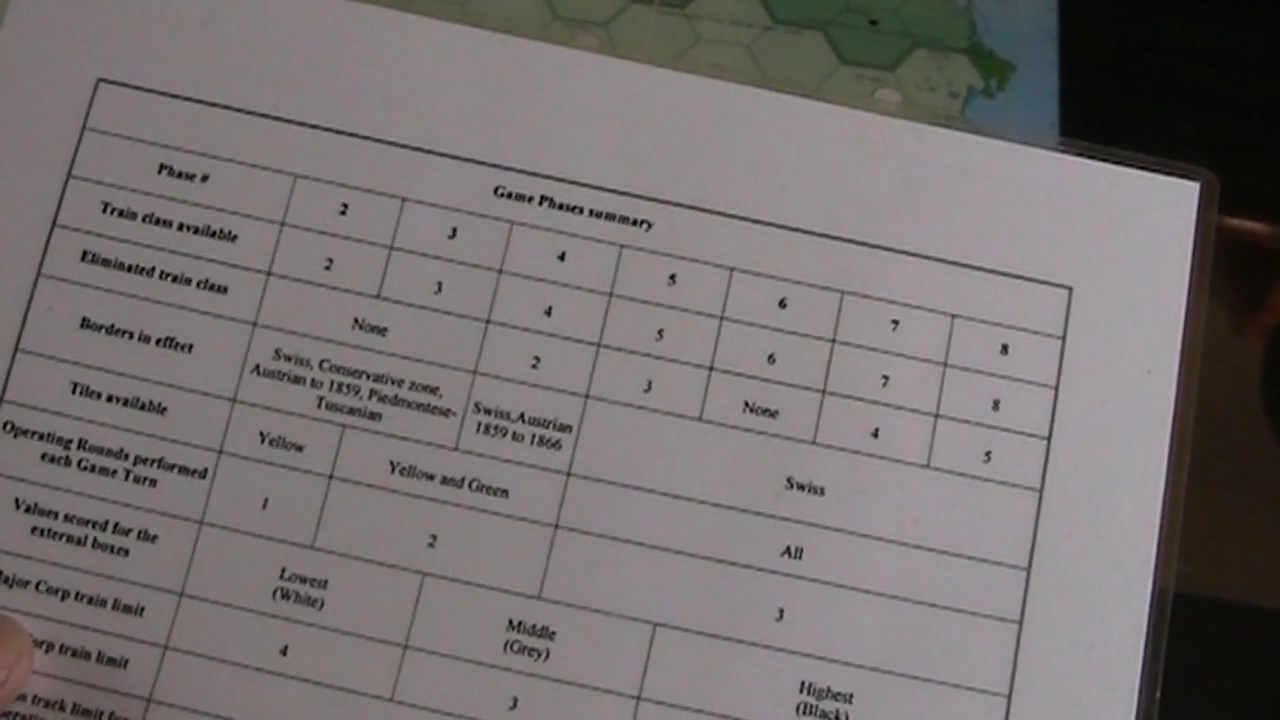 Game Phases summary
Phase # 2 3 4 5 6 7 8
Train class available 2 3 4 5 6 7 8
Eliminated train class None 2 3 None 4 5
Borders in effect
Swiss, Conservative zone,
Austrian to 1859, Piedmontese-
Tuscanian
Swiss,Austrian
1859 to 1866
Swiss
Tiles available Yellow Yellow and Green All
Operating Rounds performed
each Game Turn
1 2 3
Values scored for the
external boxes
Lowest
(White)
Middle
(Grey)
Highest
(Black)
Corp train limit 4 3
train limit
track limit